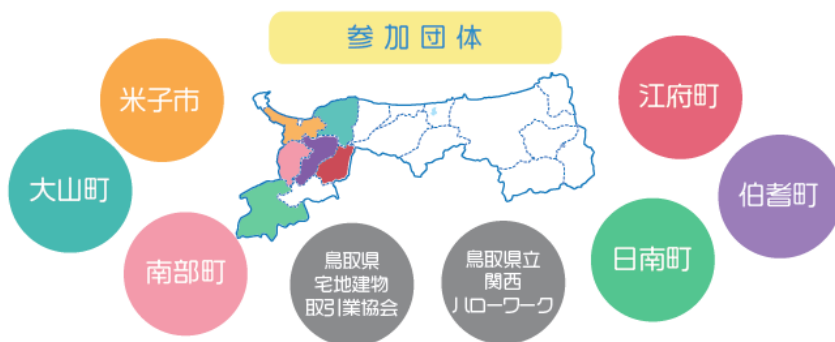 参加団体
米子市
江府町
大山町
伯耆町
南部町
鳥取県
宅地建物
取引業協会
鳥取県立
関西
ハローワーク
日南町